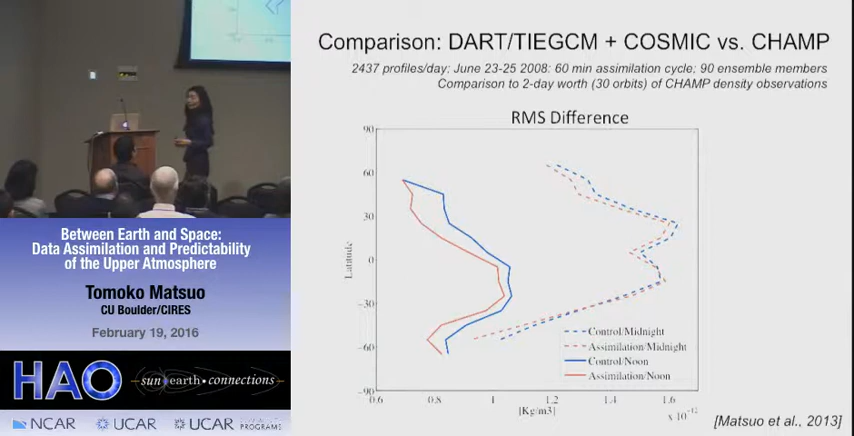 Comparison: DART/TIEGCM + COSMIC vs. CHAMP
2437 profiles/day: June 23-25 2008: 60 min assimilation cycle: 90 ensemble members
Comparison to 2-day worth (30 orbits) of CHAMP density observations
RMS Difference
90
60
30
0
−30
−60
−90
Latitude
0.6
0.8
1
1.2
1.4
1.6
[Kg/m3]
x 10⁻¹²
Control/Midnight
Assimilation/Midnight
Control/Noon
Assimilation/Noon
[Matsuo et al., 2013]
Between Earth and Space:
Data Assimilation and Predictability
of the Upper Atmosphere
Tomoko Matsuo
CU Boulder/CIRES
February 19, 2016
HAO
sun earth • connections
NCAR
UCAR
UCAR
PROGRAMS